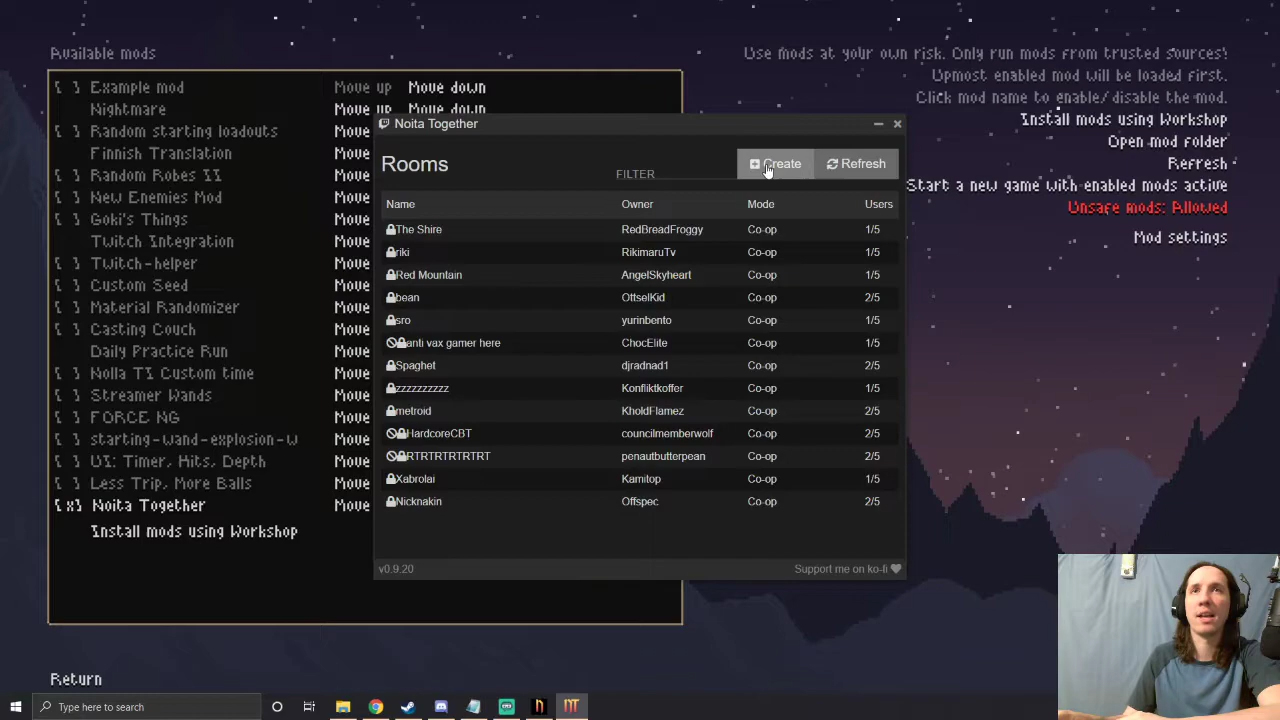 Available mods
[ ] Example mod Move up Move down
Nightmare Move up Move down
[ ] Random starting loadouts Move
Finnish Translation Move
[ ] Random Robes II Move
[ ] New Enemies Mod Move
[ ] Goki's Things Move
Twitch Integration Move
[ ] Twitch-helper Move
[ ] Custom Seed Move
[ ] Material Randomizer Move
[ ] Casting Couch Move
Daily Practice Run Move
[ ] Nolla TI Custom time Move
[ ] Streamer Wands Move
[ ] FORCE NG Move
[ ] starting-wand-explosion-w Move
[ ] UI: Timer, Hits, Depth Move
[ ] Less Trip, More Balls Move
[x] Noita Together Move
Install mods using Workshop
Return
Use mods at your own risk. Only run mods from trusted sources!
Upmost enabled mod will be loaded first.
Click mod name to enable/disable the mod.
Install mods using Workshop
Open mod folder
Refresh
Start a new game with enabled mods active
Unsafe mods: Allowed
Mod settings
Noita Together
Rooms
FILTER
Create Refresh
Name Owner Mode Users
The Shire RedBreadFroggy Co-op 1/5
riki RikimaruTv Co-op 1/5
Red Mountain AngelSkyheart Co-op 1/5
bean OttselKid Co-op 2/5
sro yurinbento Co-op 1/5
anti vax gamer here ChocElite Co-op 1/5
Spaghet djradnad1 Co-op 2/5
zzzzzzzzzz Konfliktkoffer Co-op 1/5
metroid KholdFlamez Co-op 2/5
HardcoreCBT councilmemberwolf Co-op 2/5
RTRTRTRTRTRT penautbutterpean Co-op 2/5
Xabrolai Kamitop Co-op 1/5
Nicknakin Offspec Co-op 2/5
v0.9.20 Support me on ko-fi
Type here to search